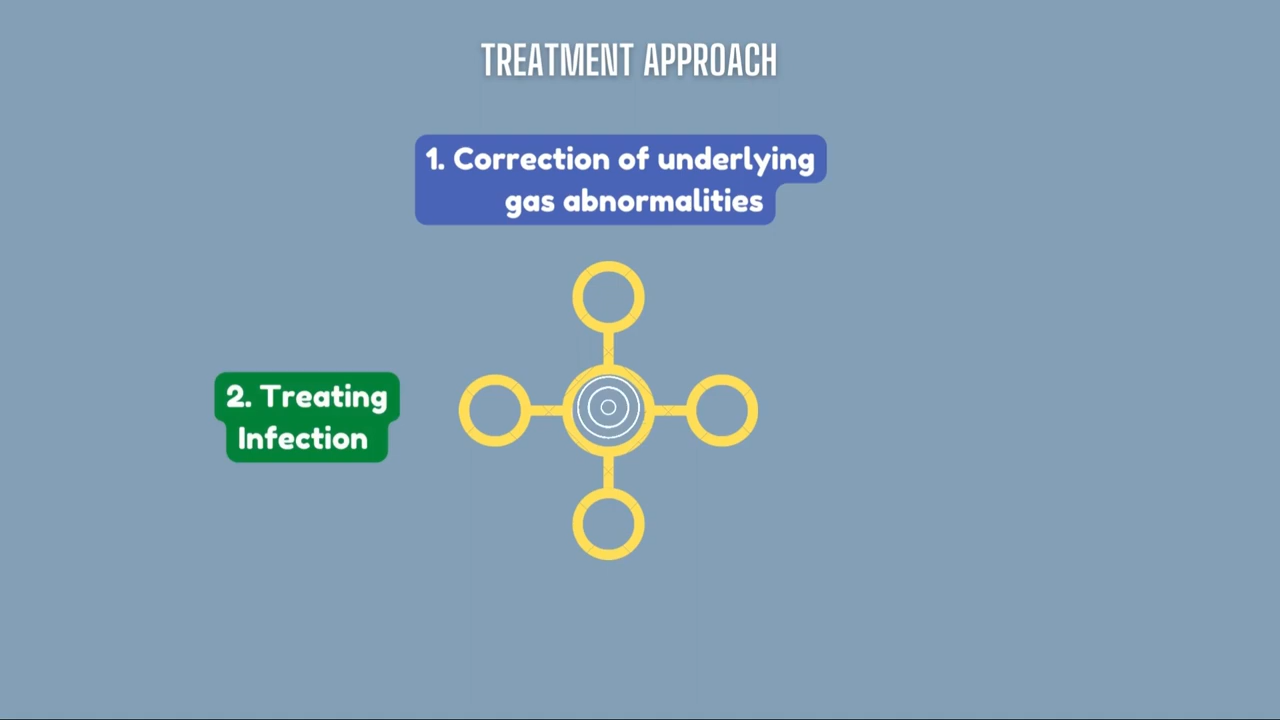 TREATMENT APPROACH
1. Correction of underlying
gas abnormalities
2. Treating
Infection